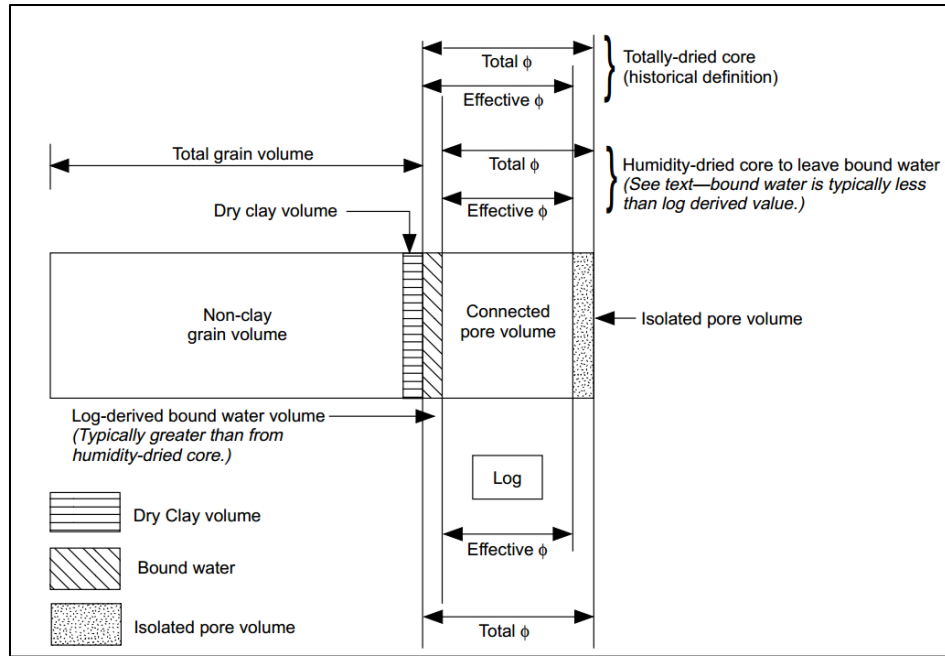 Total ϕ
Totally-dried core
(historical definition)
Effective ϕ
Total grain volume
Total ϕ
Humidity-dried core to leave bound water
(See text—bound water is typically less
than log derived value.)
Dry clay volume
Effective ϕ
Non-clay
grain volume
Connected
pore volume
Isolated pore volume
Log-derived bound water volume
(Typically greater than from
humidity-dried core.)
Log
Dry Clay volume
Effective ϕ
Bound water
Isolated pore volume
Total ϕ